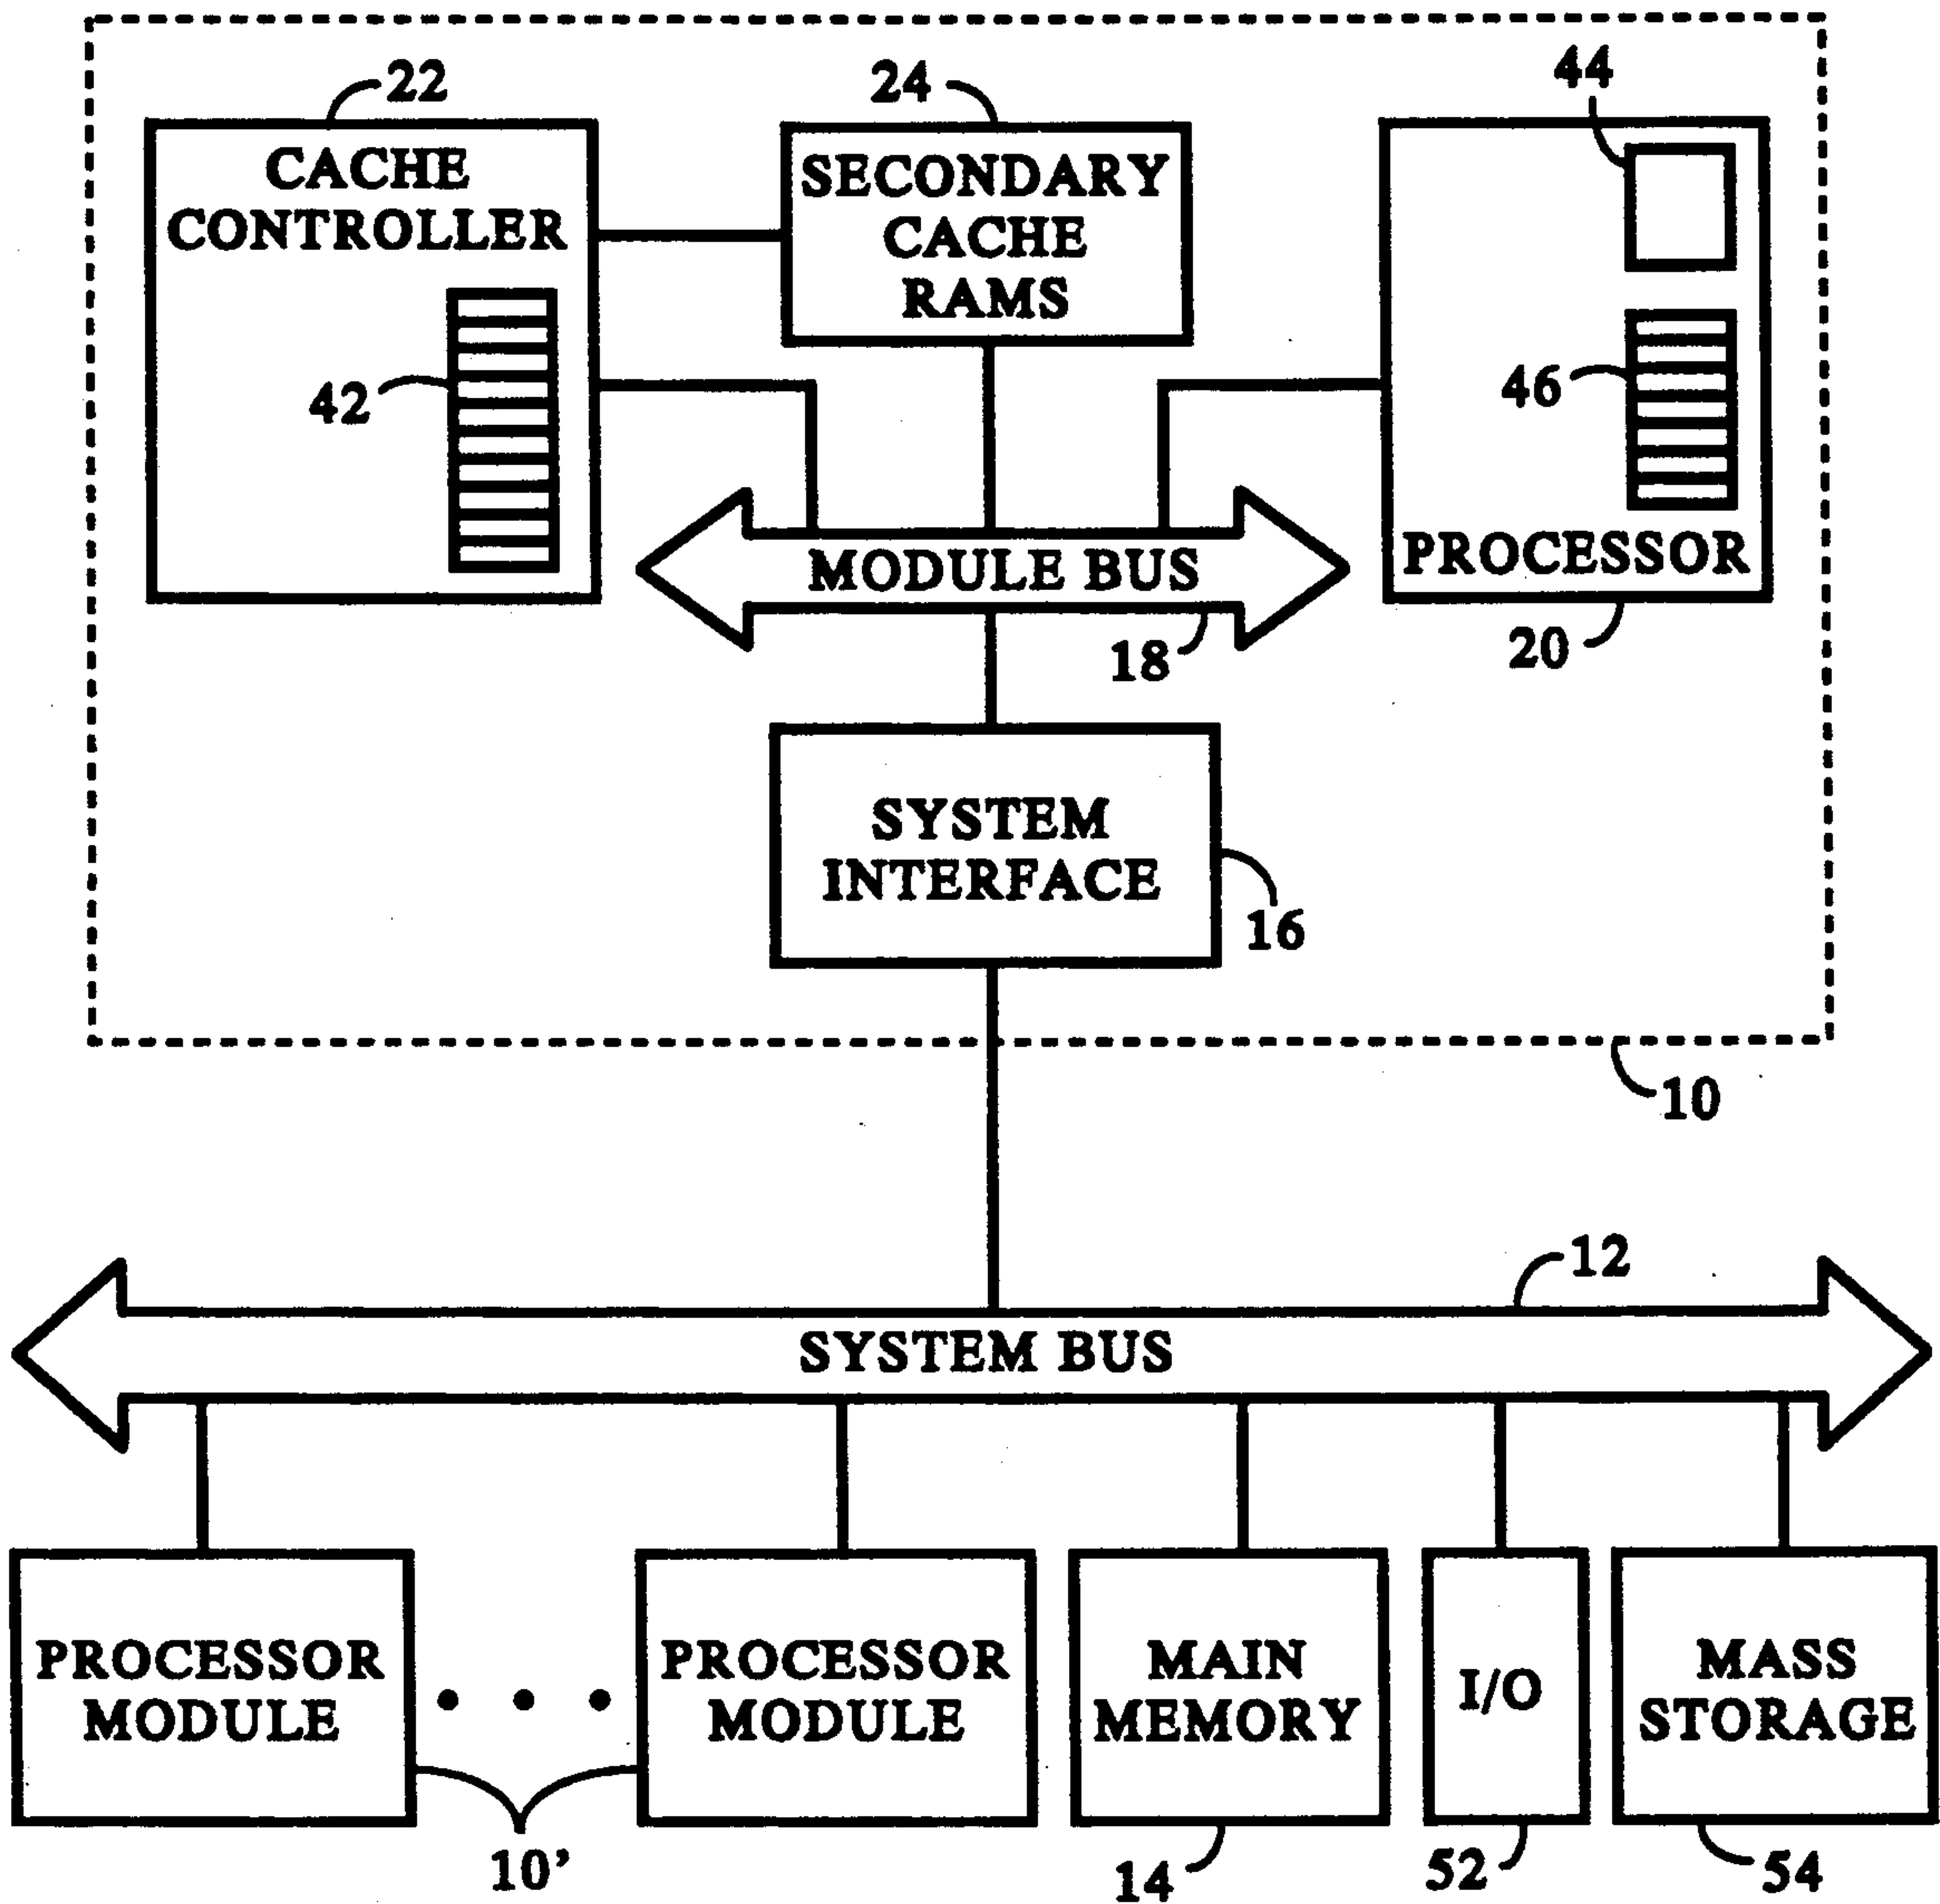 22
24
44
CACHE
CONTROLLER
SECONDARY
CACHE
RAMS
42
46
MODULE BUS
PROCESSOR
18
20
SYSTEM
INTERFACE
16
10
12
SYSTEM BUS
PROCESSOR
MODULE
PROCESSOR
MODULE
MAIN
MEMORY
I/O
MASS
STORAGE
10'
14
52
54